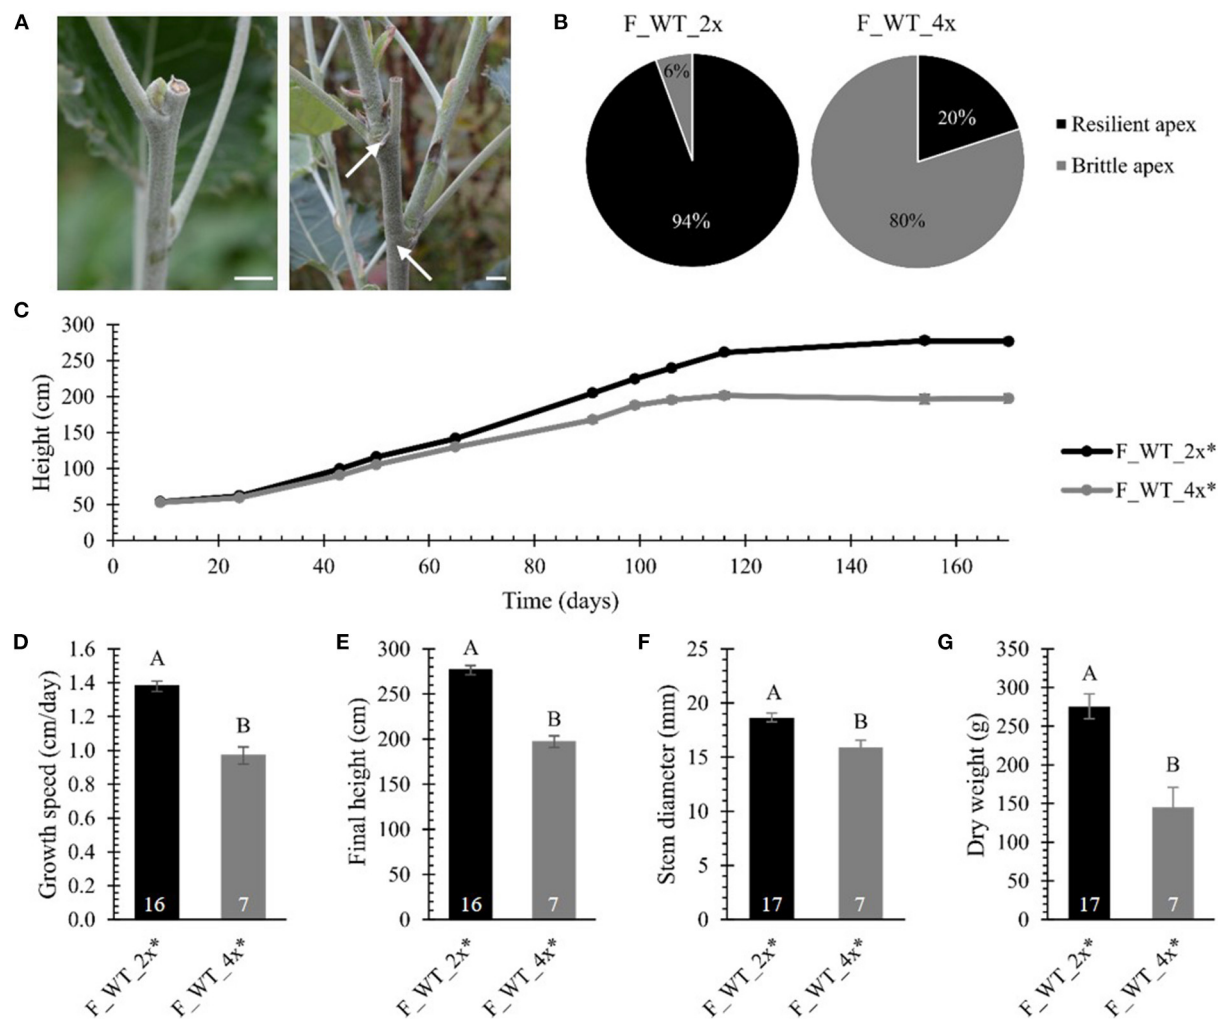 A
B
F_WT_2x
F_WT_4x
6%
94%
20%
80%
Resilient apex
Brittle apex
C
300
250
200
150
100
50
0
Height (cm)
0 20 40 60 80 100 120 140 160
Time (days)
F_WT_2x*
F_WT_4x*
D
1.6
1.4
1.2
1.0
0.8
0.6
0.4
0.2
0.0
Growth speed (cm/day)
A
B
16
7
F_WT_2x*
F_WT_4x*
E
300
250
200
150
100
50
0
Final height (cm)
A
B
16
7
F_WT_2x*
F_WT_4x*
F
25
20
15
10
5
0
Stem diameter (mm)
A
B
17
7
F_WT_2x*
F_WT_4x*
G
350
300
250
200
150
100
50
0
Dry weight (g)
A
B
17
7
F_WT_2x*
F_WT_4x*